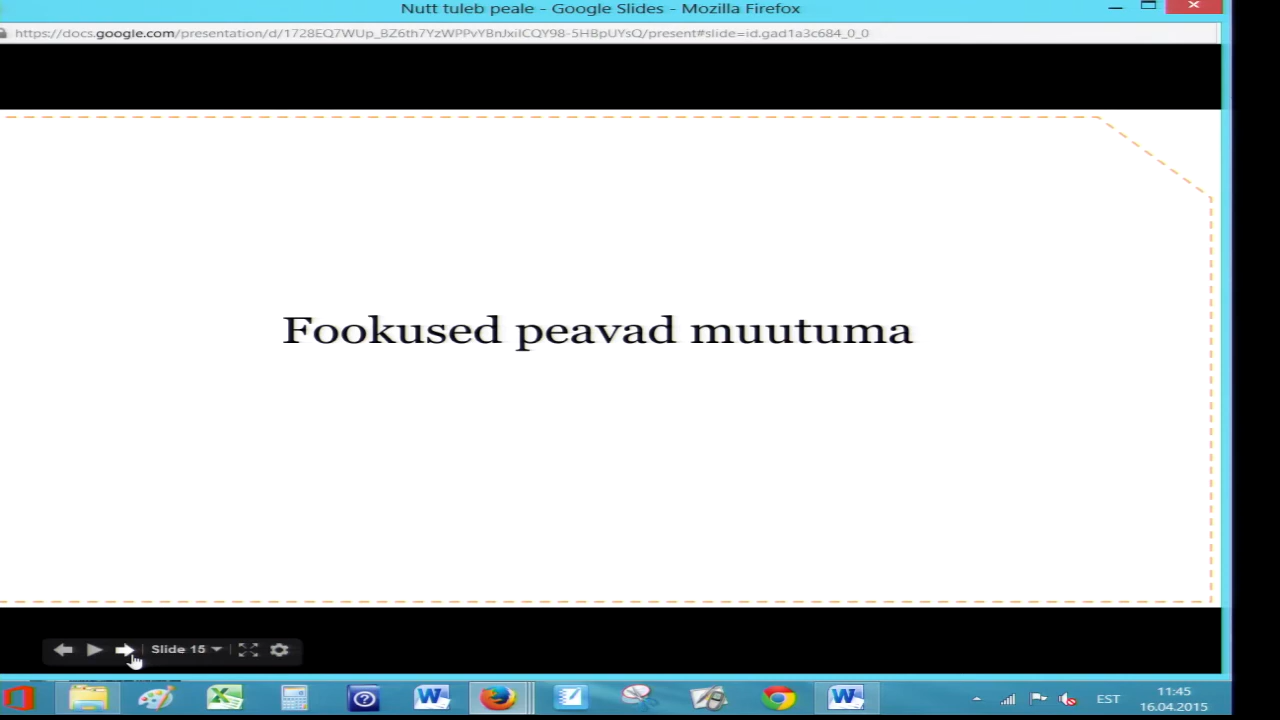 Nutt tuleb peale - Google Slides - Mozilla Firefox
Fookused peavad muutuma
Slide 15
EST
11:45
16.04.2015